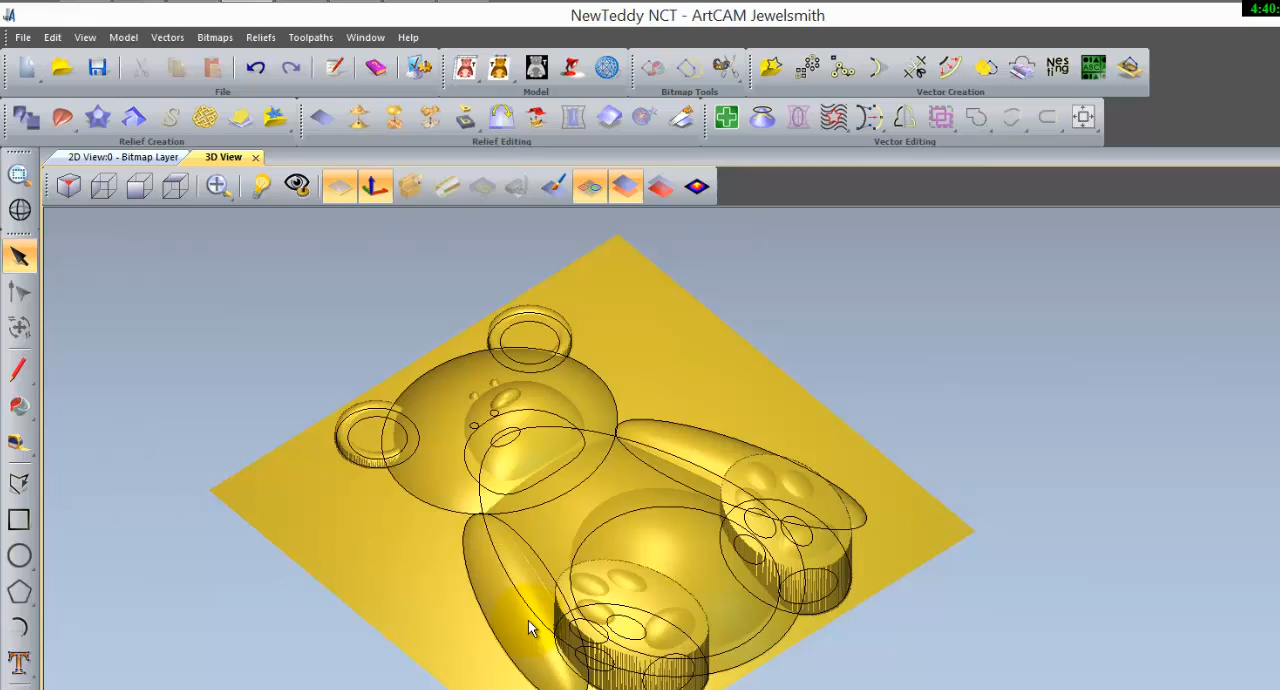 NewTeddy NCT - ArtCAM Jewelsmith
4:40:
File Edit View Model Vectors Bitmaps Reliefs Toolpaths Window Help
File Model Bitmap Tools Vector Creation
Nes
ting
ASCII
Relief Creation Relief Editing Vector Editing
2D View:0 - Bitmap Layer 3D View
T